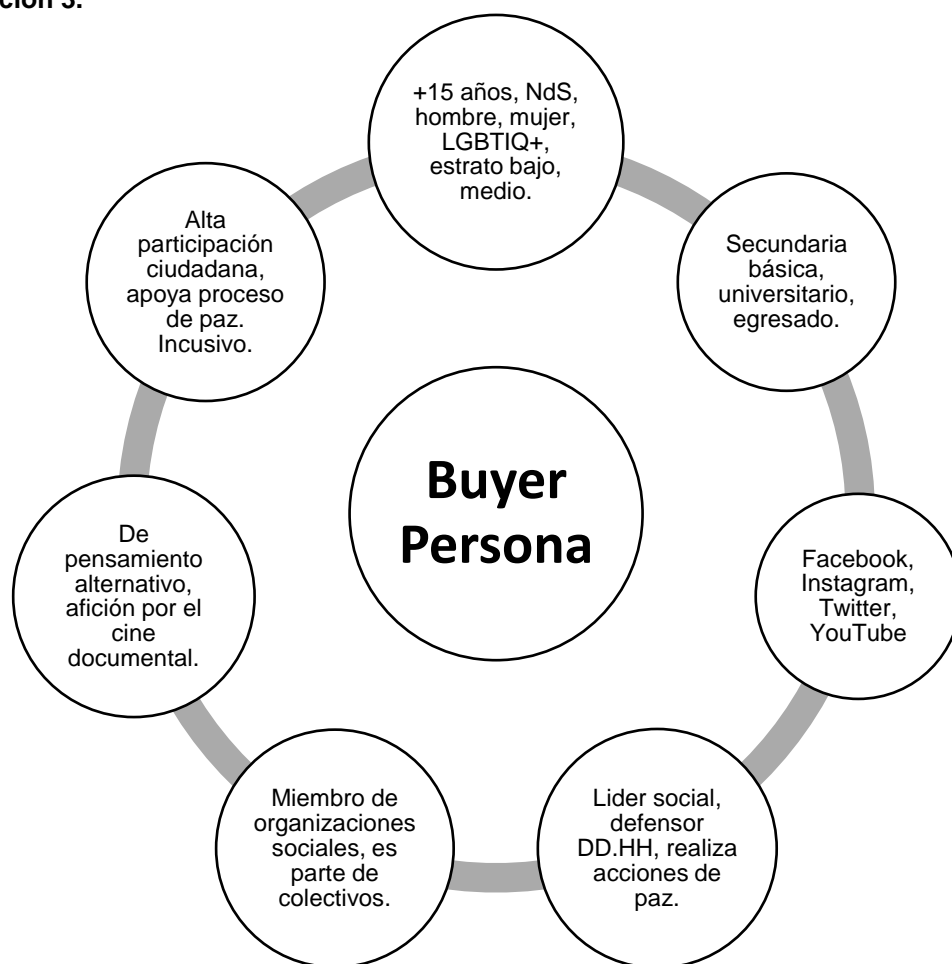 ción 3.
+15 años, NdS,
hombre, mujer,
LGBTIQ+,
estrato bajo,
medio.
Secundaria
básica,
universitario,
egresado.
Facebook,
Instagram,
Twitter,
YouTube
Lider social,
defensor
DD.HH, realiza
acciones de
paz.
Miembro de
organizaciones
sociales, es
parte de
colectivos.
De
pensamiento
alternativo,
afición por el
cine
documental.
Alta
participación
ciudadana,
apoya proceso
de paz.
Incusivo.
Buyer
Persona